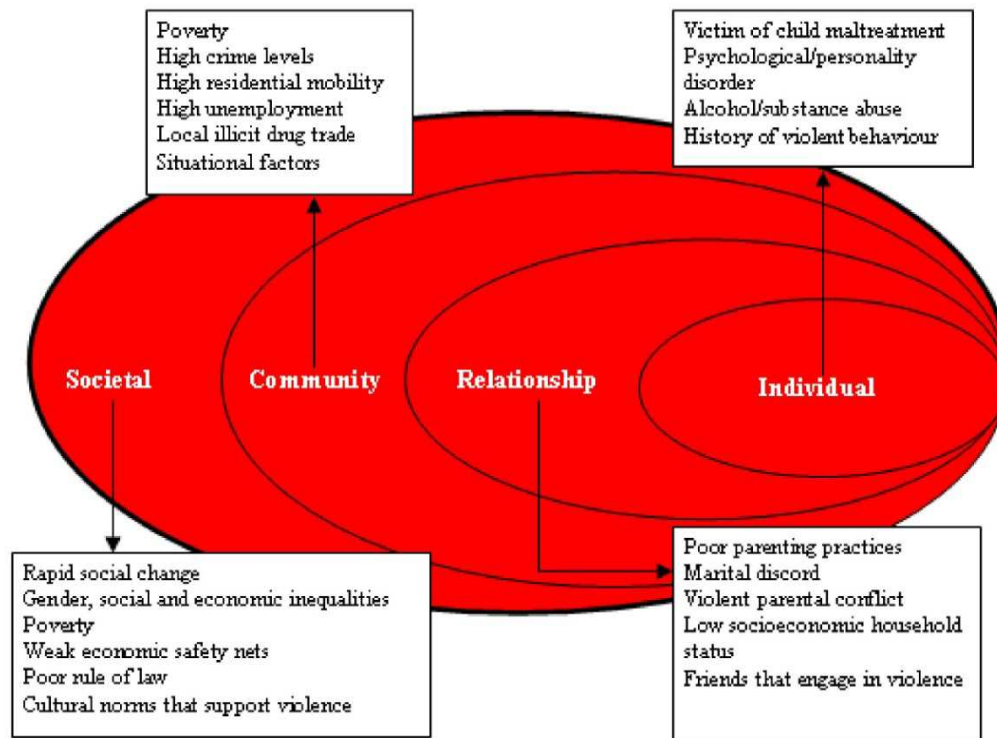 Poverty
High crime levels
High residential mobility
High unemployment
Local illicit drug trade
Situational factors
Victim of child maltreatment
Psychological/personality
disorder
Alcohol/substance abuse
History of violent behaviour
Societal
Community
Relationship
Individual
Rapid social change
Gender, social and economic inequalities
Poverty
Weak economic safety nets
Poor rule of law
Cultural norms that support violence
Poor parenting practices
Marital discord
Violent parental conflict
Low socioeconomic household
status
Friends that engage in violence